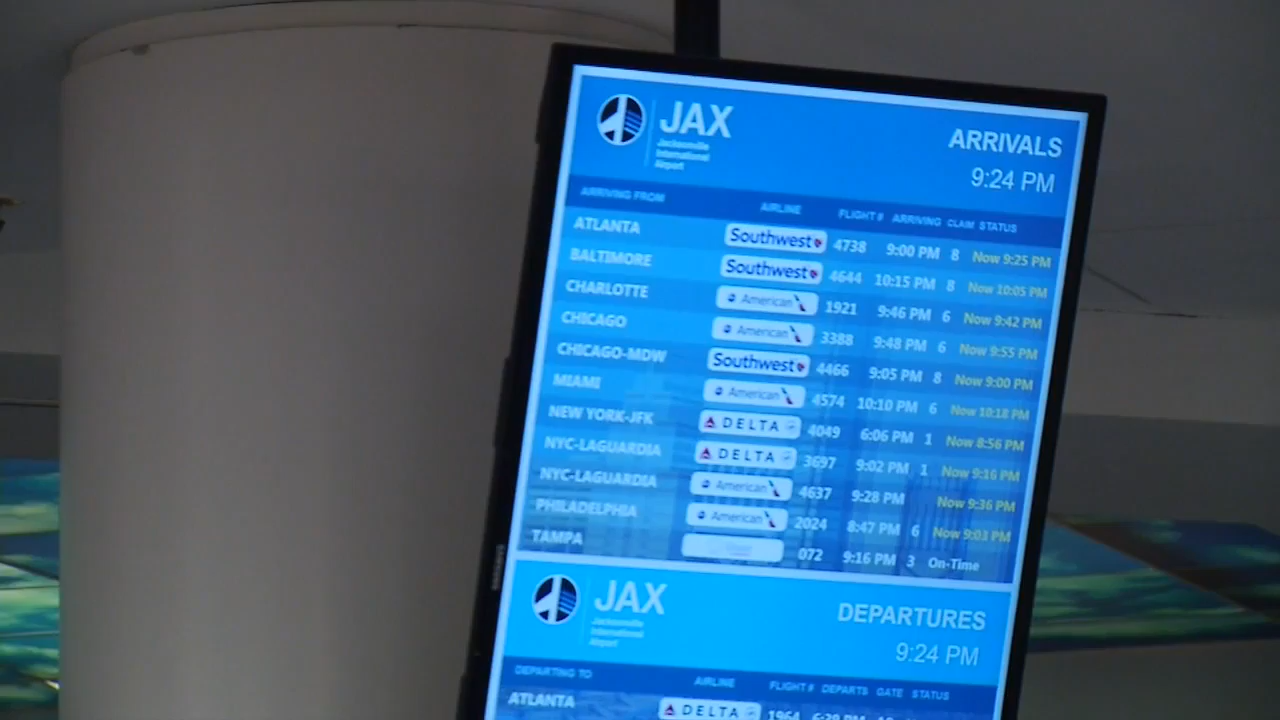 JAX
Jacksonville
International
Airport
ARRIVALS
9:24 PM
ARRIVING FROM AIRLINE FLIGHT # ARRIVING CLAIM STATUS
ATLANTA Southwest 4738 9:00 PM 8 Now 9:25 PM
BALTIMORE Southwest 4644 10:15 PM 8 Now 10:05 PM
CHARLOTTE American 1921 9:46 PM 6 Now 9:42 PM
CHICAGO American 3388 9:48 PM 6 Now 9:55 PM
CHICAGO-MDW Southwest 4466 9:05 PM 8 Now 9:00 PM
MIAMI American 4574 10:10 PM 6 Now 10:18 PM
NEW YORK-JFK DELTA 4049 6:06 PM 1 Now 8:56 PM
NYC-LAGUARDIA DELTA 3697 9:02 PM 1 Now 9:16 PM
NYC-LAGUARDIA American 4637 9:28 PM Now 9:36 PM
PHILADELPHIA American 2024 8:47 PM 6 Now 9:03 PM
TAMPA 072 9:16 PM 3 On-Time
JAX
Jacksonville
International
Airport
DEPARTURES
9:24 PM
DEPARTING TO AIRLINE FLIGHT # DEPARTS GATE STATUS
ATLANTA DELTA 1964